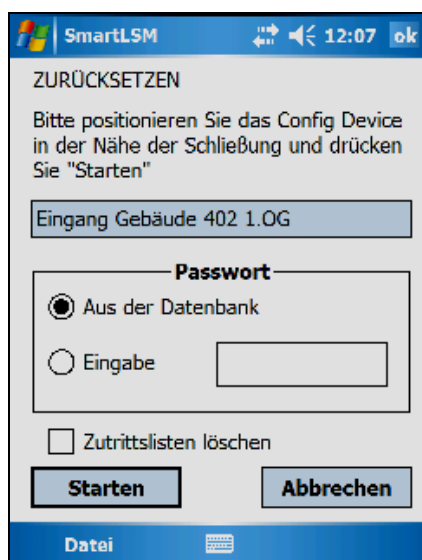 SmartLSM 12:07 ok
ZURÜCKSETZEN
Bitte positionieren Sie das Config Device
in der Nähe der Schließung und drücken
Sie "Starten"
Eingang Gebäude 402 1.OG
Passwort
Aus der Datenbank
Eingabe
Zutrittslisten löschen
Starten Abbrechen
Datei